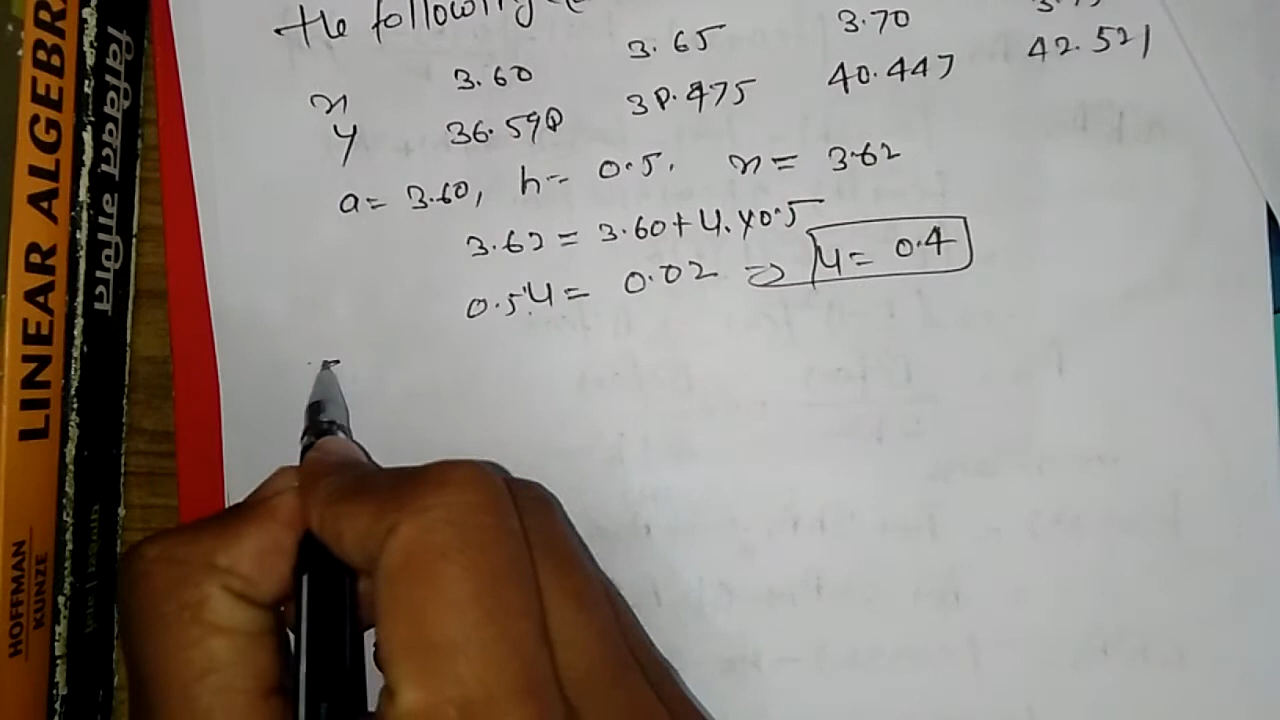 LINEAR ALGEBRA
HOFFMAN
KUNZE
विविक्त गणित
the following
x 3.60 3.65 3.70
y 36.598 38.475 40.447 42.521
a = 3.60, h = 0.5, x = 3.62
3.62 = 3.60 + u. x 0.5
0.5u = 0.02 ⇒ u = 0.4